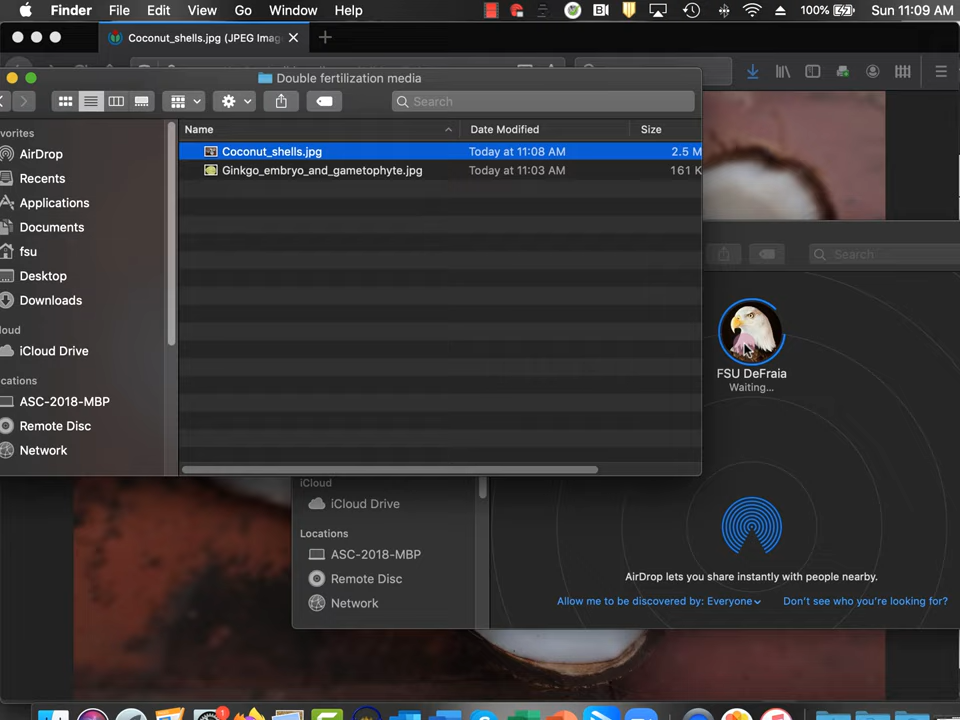 Finder File Edit View Go Window Help 100% Sun 11:09 AM
Coconut_shells.jpg (JPEG Imag
Double fertilization media
Search
Name Date Modified Size
Coconut_shells.jpg Today at 11:08 AM 2.5 M
Ginkgo_embryo_and_gametophyte.jpg Today at 11:03 AM 161 K
avorites
AirDrop
Recents
Applications
Documents
fsu
Desktop
Downloads
loud
iCloud Drive
cations
ASC-2018-MBP
Remote Disc
Network
Search
FSU DeFraia
Waiting...
iCloud
iCloud Drive
Locations
ASC-2018-MBP
Remote Disc
Network
AirDrop lets you share instantly with people nearby.
Allow me to be discovered by: Everyone Don't see who you're looking for?